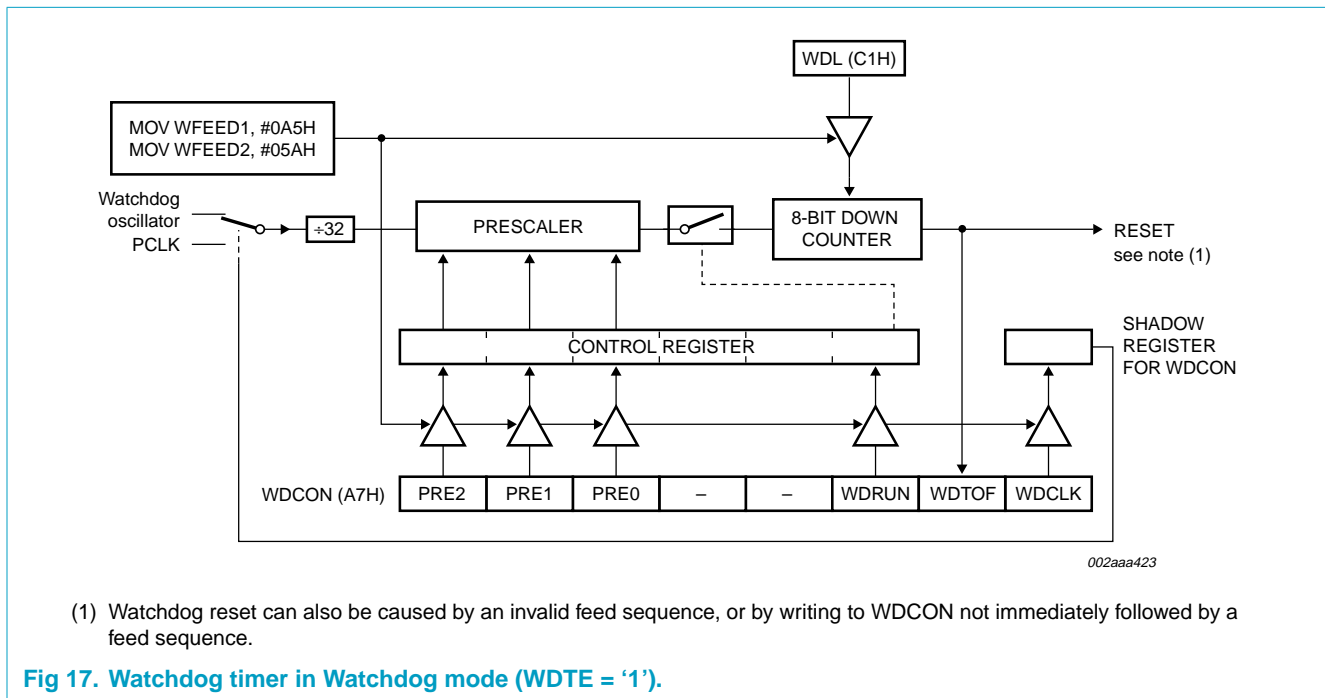 WDL (C1H)
MOV WFEED1, #0A5H
MOV WFEED2, #05AH
Watchdog
oscillator
PCLK
÷32
PRESCALER
8-BIT DOWN
COUNTER
RESET
see note (1)
CONTROL REGISTER
SHADOW
REGISTER
FOR WDCON
WDCON (A7H)
PRE2
PRE1
PRE0
–
–
WDRUN
WDTOF
WDCLK
002aaa423
(1) Watchdog reset can also be caused by an invalid feed sequence, or by writing to WDCON not immediately followed by a
feed sequence.
Fig 17. Watchdog timer in Watchdog mode (WDTE = ‘1’).